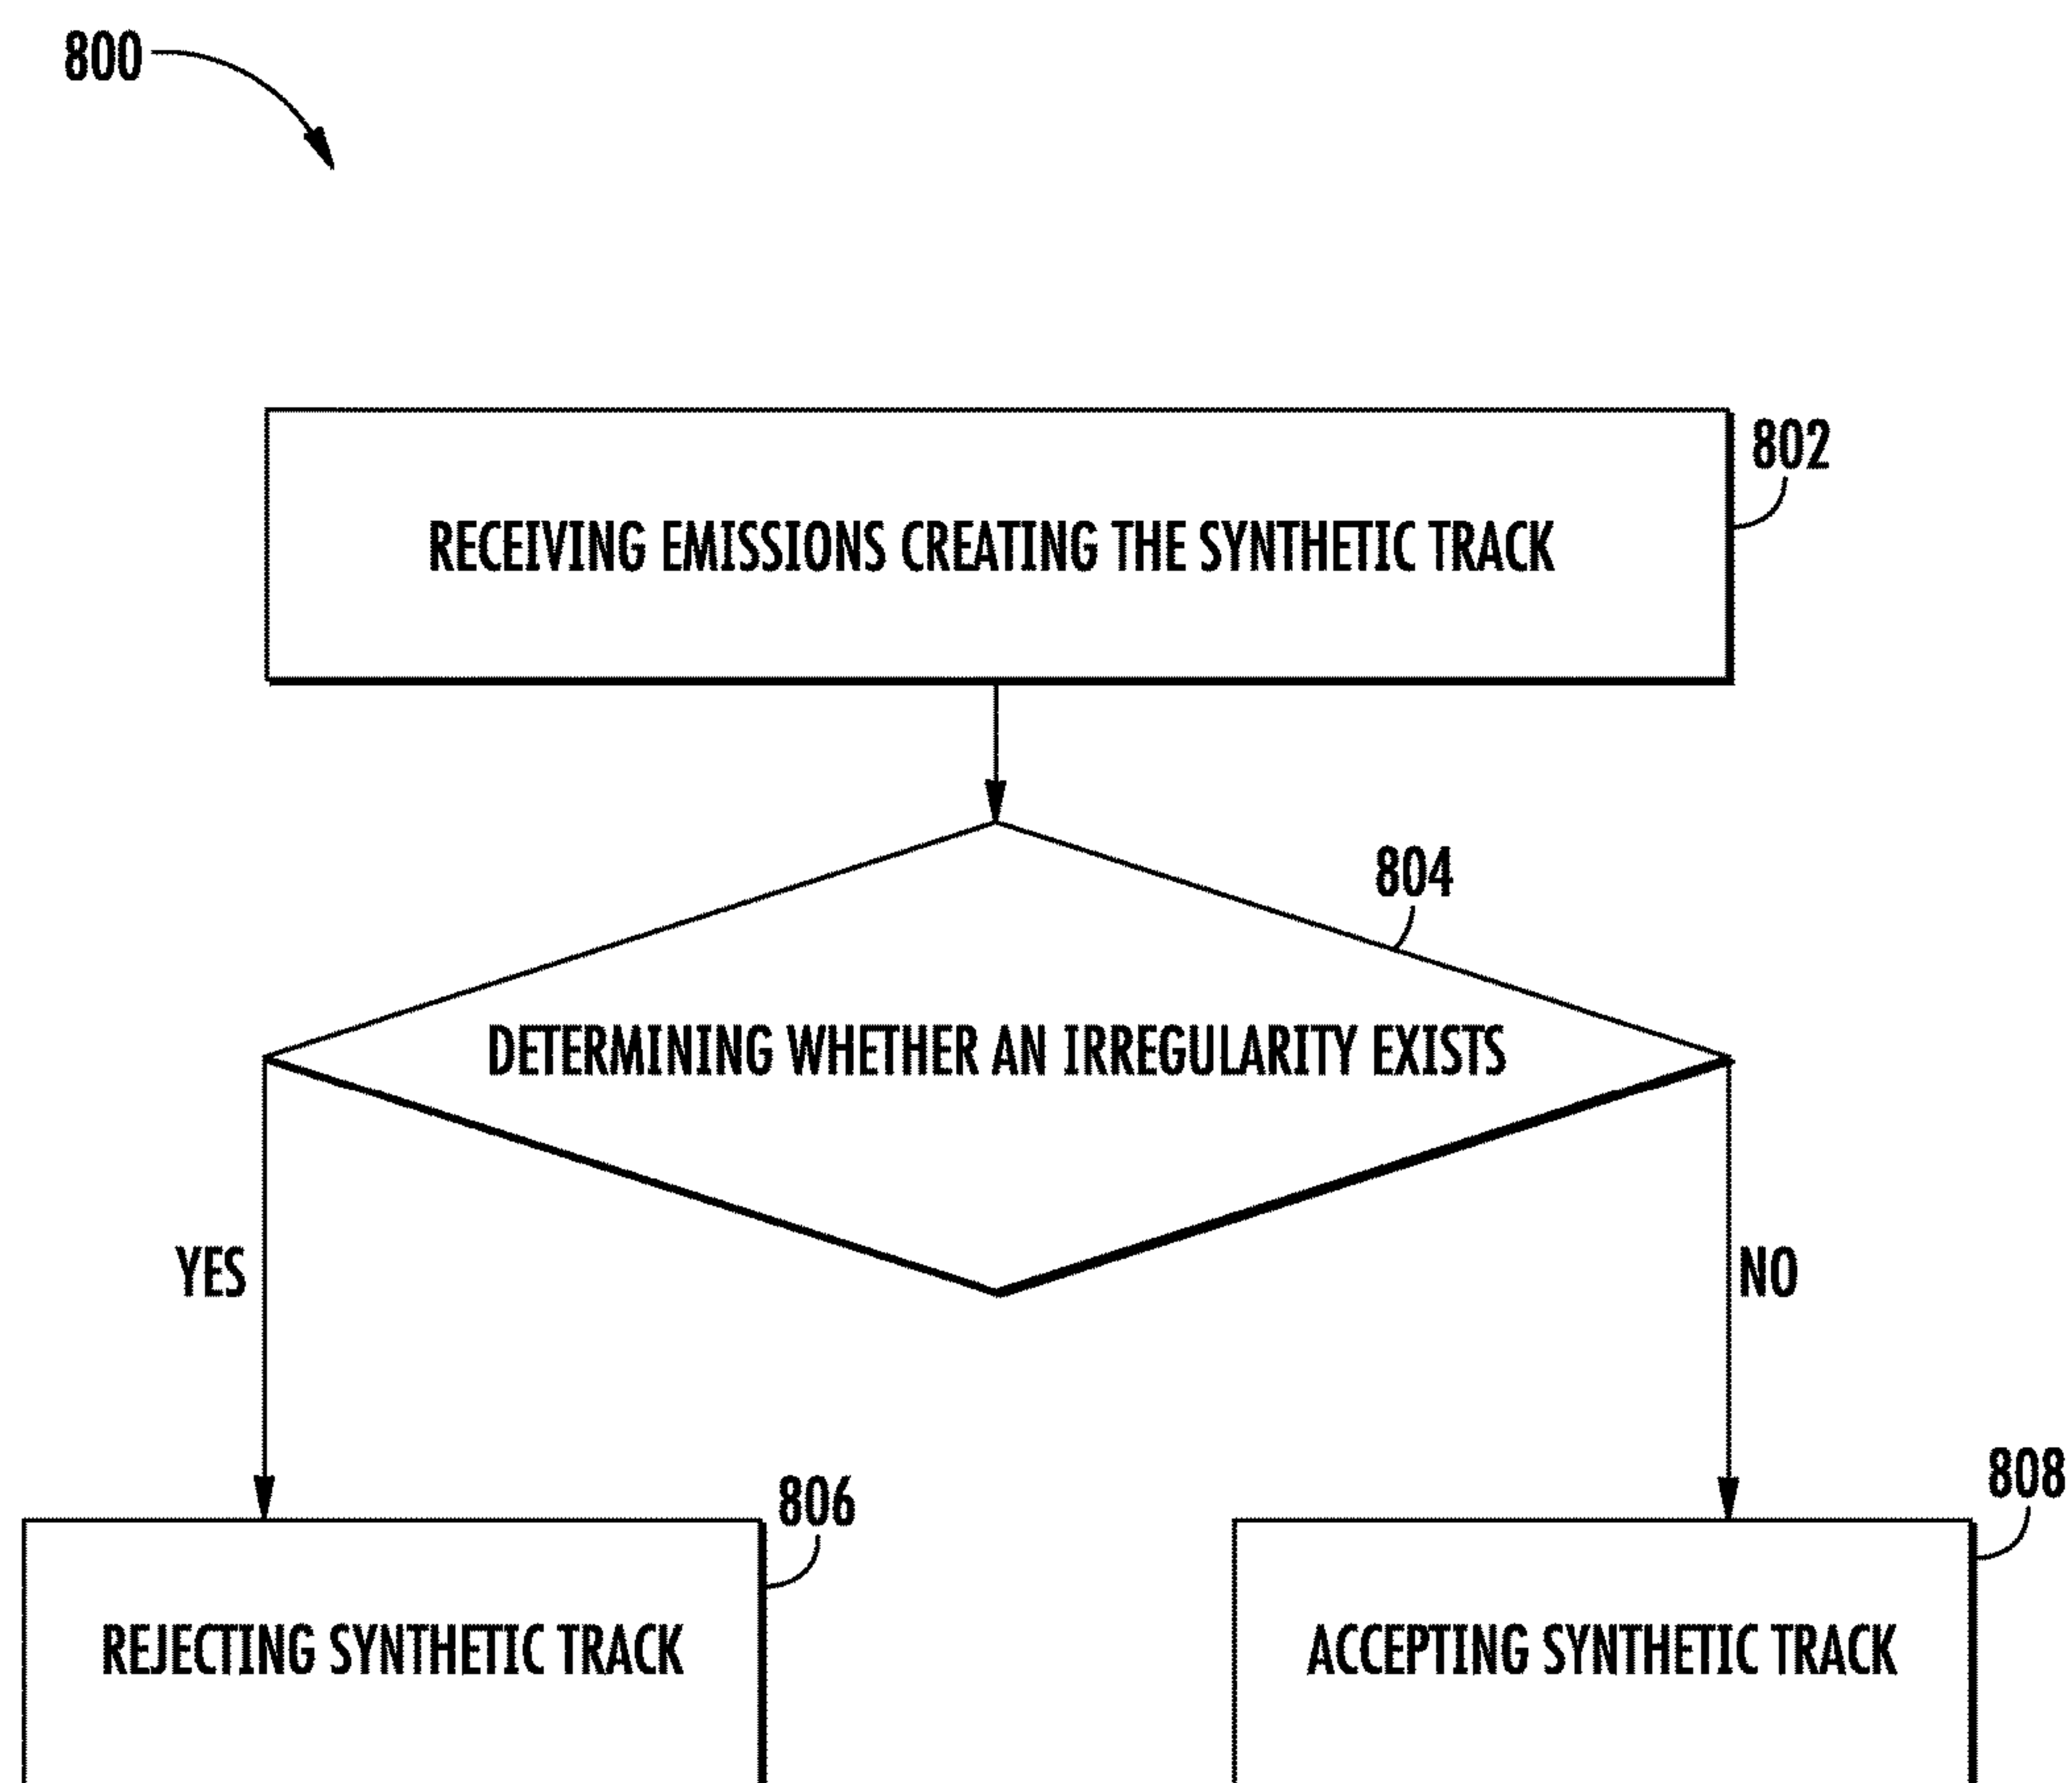 800
802
RECEIVING EMISSIONS CREATING THE SYNTHETIC TRACK
804
DETERMINING WHETHER AN IRREGULARITY EXISTS
YES
NO
806
808
REJECTING SYNTHETIC TRACK
ACCEPTING SYNTHETIC TRACK